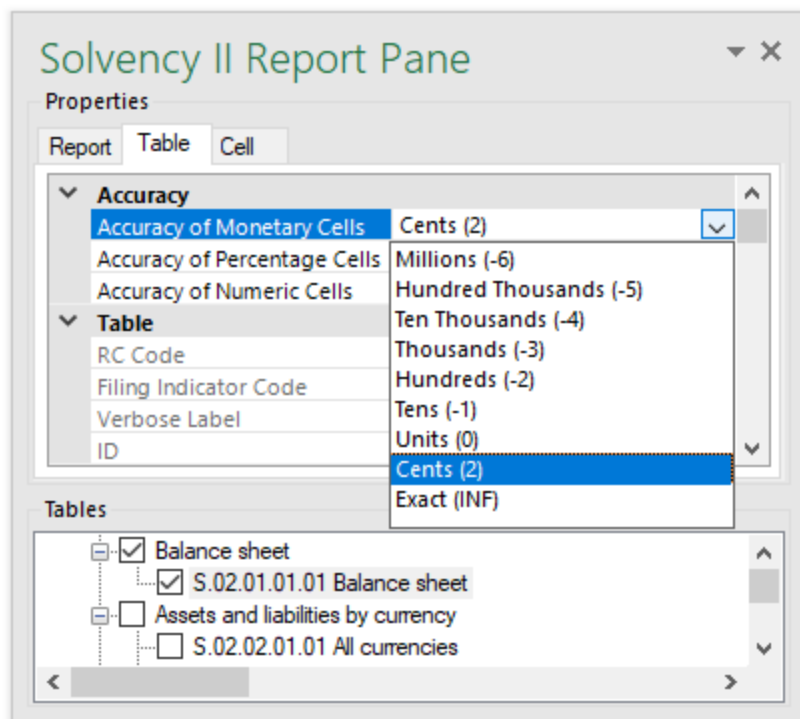 Solvency II Report Pane
Properties
Report Table Cell
Accuracy
Accuracy of Monetary Cells Cents (2)
Accuracy of Percentage Cells
Accuracy of Numeric Cells
Table
RC Code
Filing Indicator Code
Verbose Label
ID
Millions (-6)
Hundred Thousands (-5)
Ten Thousands (-4)
Thousands (-3)
Hundreds (-2)
Tens (-1)
Units (0)
Cents (2)
Exact (INF)
Tables
Balance sheet
S.02.01.01.01 Balance sheet
Assets and liabilities by currency
S.02.02.01.01 All currencies